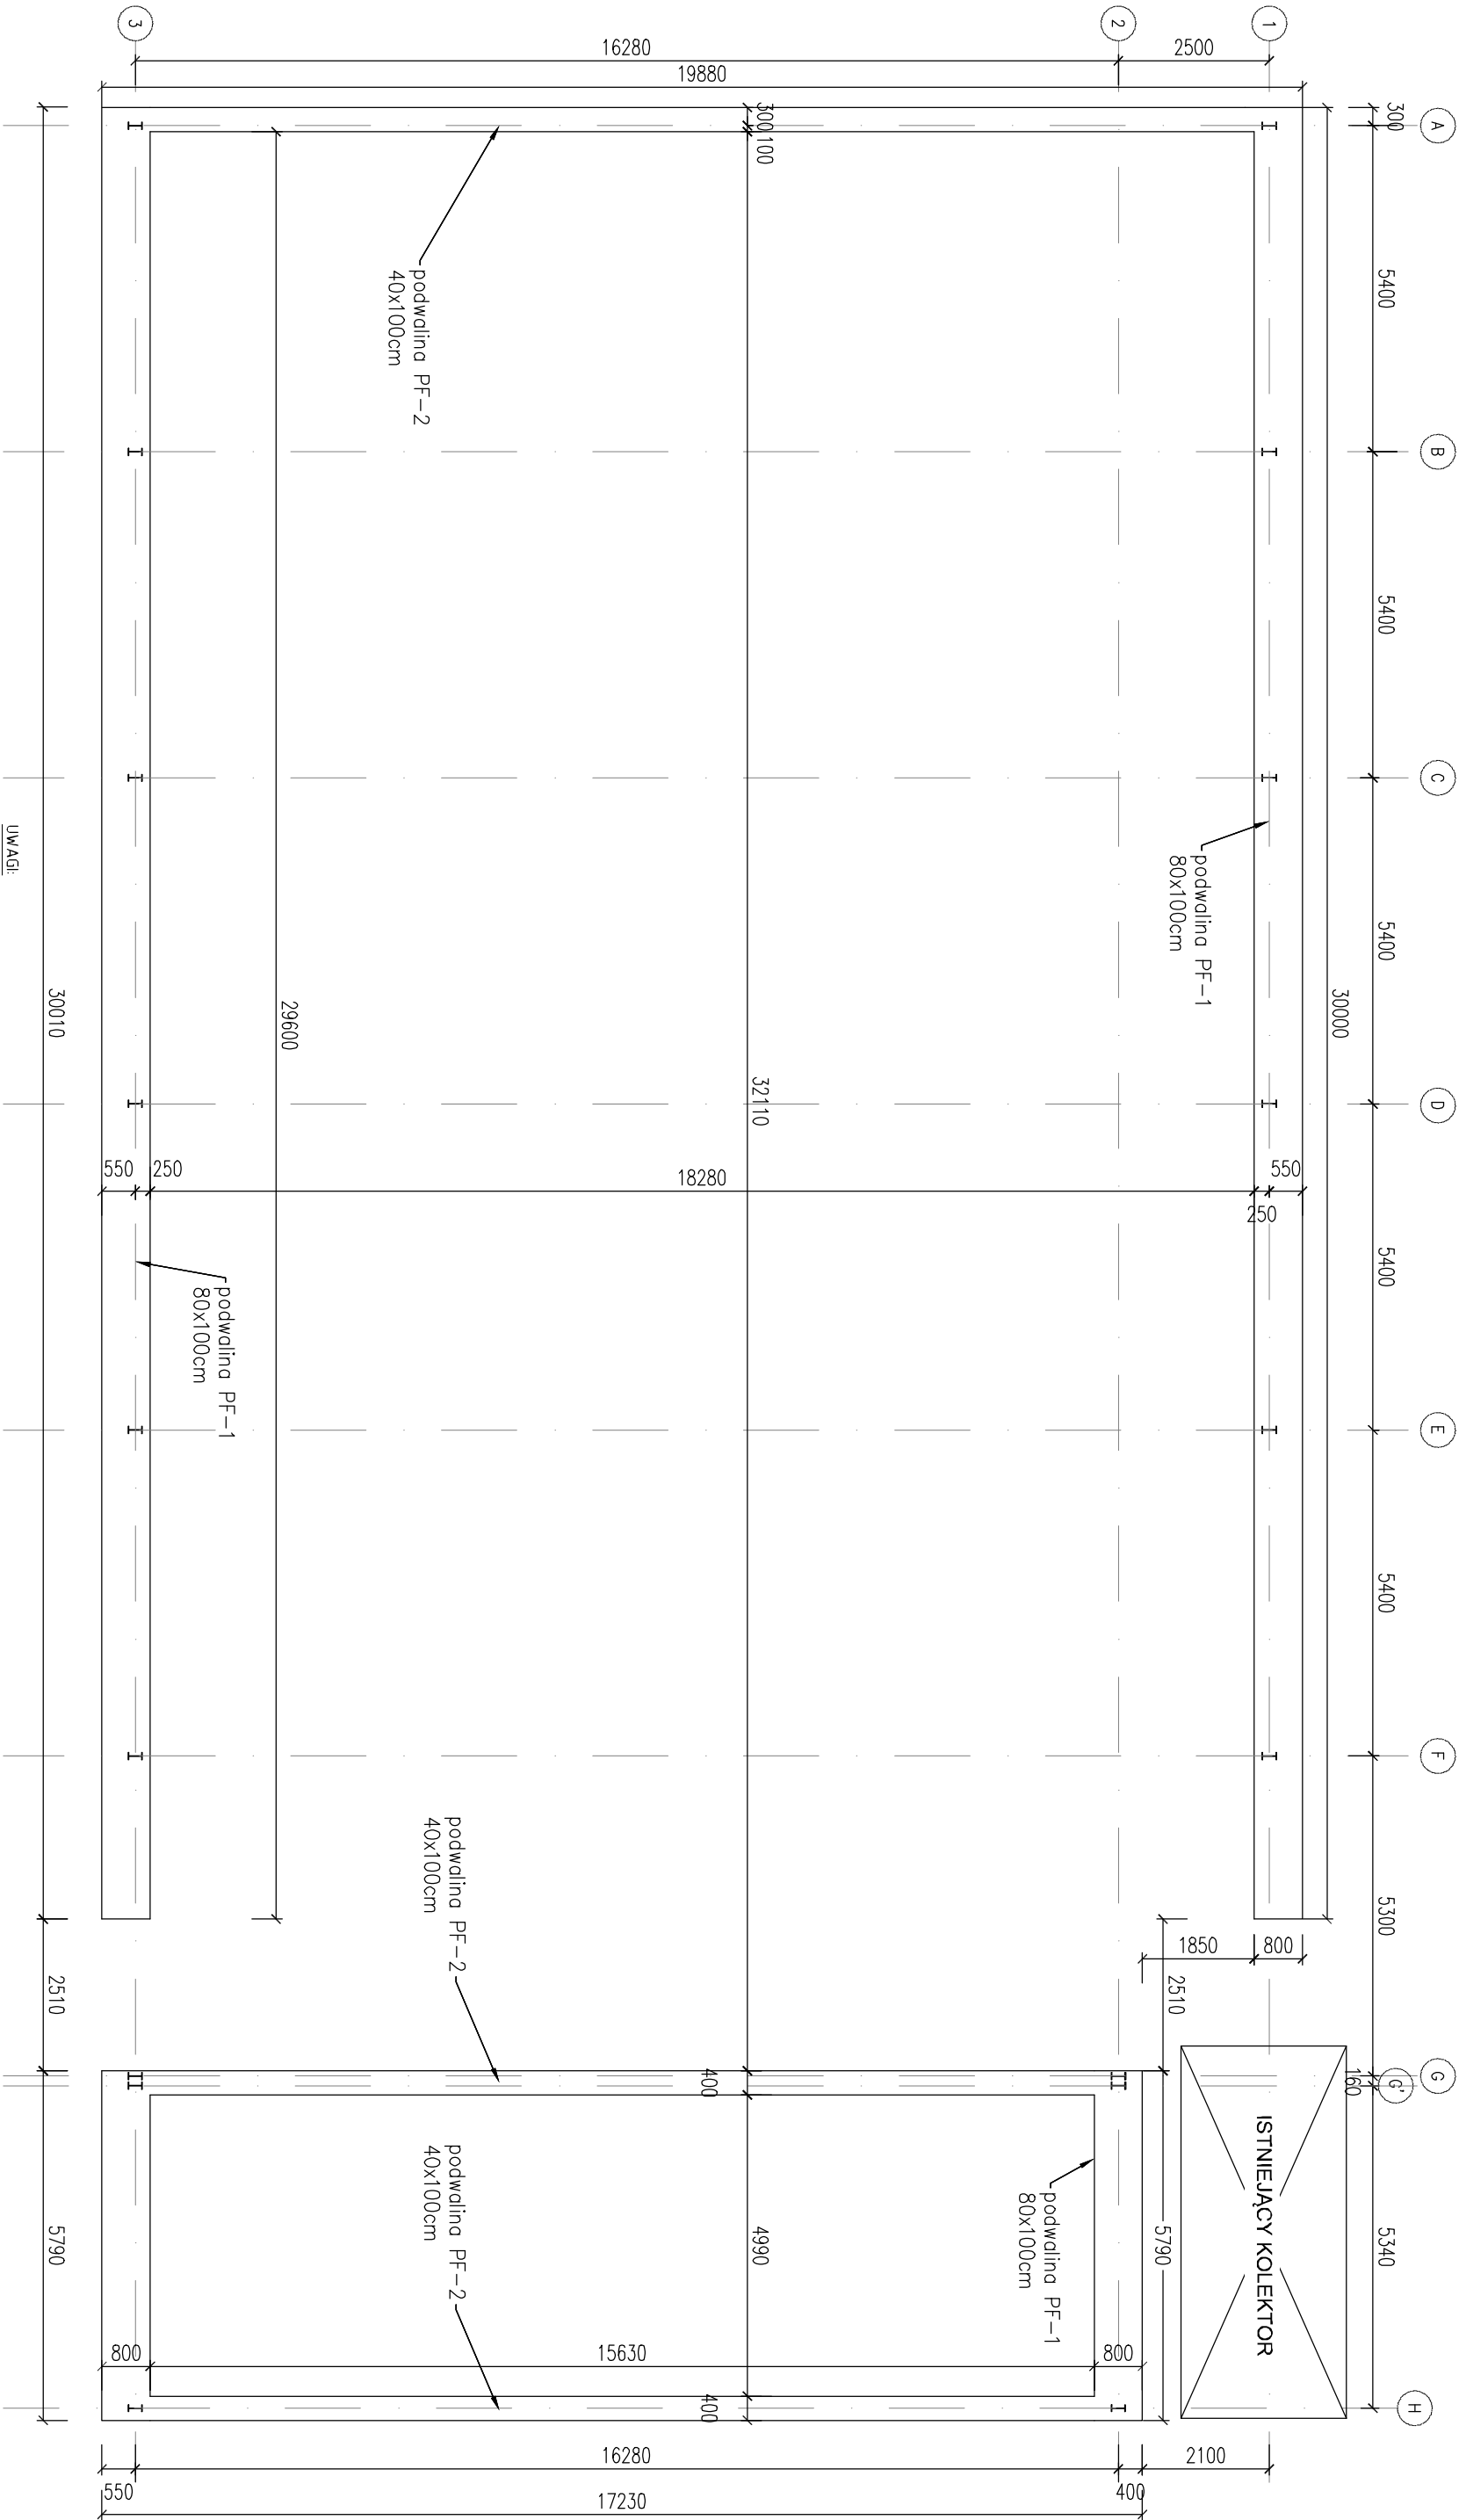 3
2
1
16280
2500
19880
A
B
C
D
E
F
G
G'
H
300
5400
5400
5400
5400
5400
5300
160
5340
30000
300
100
podwalina PF-2
40x100cm
podwalina PF-1
80x100cm
29600
32110
550
250
18280
250
550
podwalina PF-1
80x100cm
podwalina PF-2
40x100cm
1850
800
2510
ISTNIEJĄCY KOLEKTOR
400
4990
400
5790
podwalina PF-1
80x100cm
podwalina PF-2
40x100cm
800
15630
800
16280
2100
550
400
17230
30010
2510
5790
UWAGI: